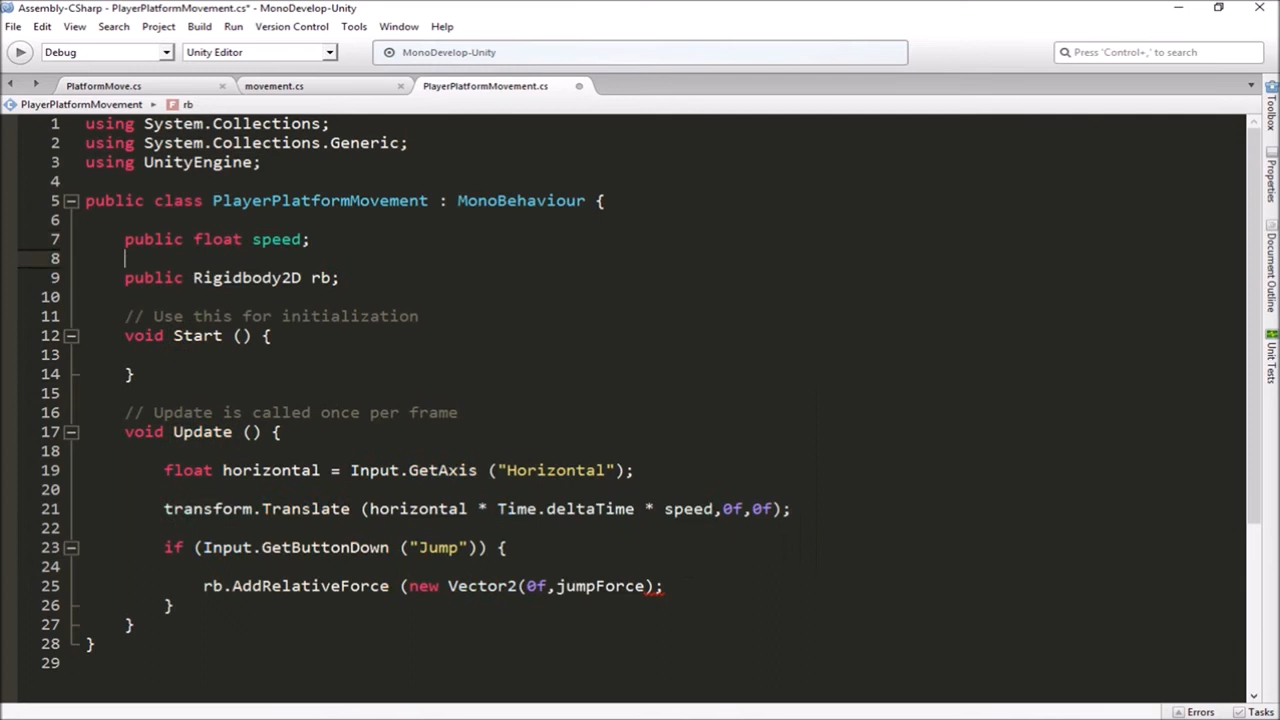 Assembly-CSharp - PlayerPlatformMovement.cs* - MonoDevelop-Unity
File Edit View Search Project Build Run Version Control Tools Window Help
Debug Unity Editor MonoDevelop-Unity Press 'Control+,' to search
PlatformMove.cs movement.cs PlayerPlatformMovement.cs
PlayerPlatformMovement rb
1 using System.Collections;
2 using System.Collections.Generic;
3 using UnityEngine;
4
5 public class PlayerPlatformMovement : MonoBehaviour {
6
7 public float speed;
8
9 public Rigidbody2D rb;
10
11 // Use this for initialization
12 void Start () {
13
14 }
15
16 // Update is called once per frame
17 void Update () {
18
19 float horizontal = Input.GetAxis ("Horizontal");
20
21 transform.Translate (horizontal * Time.deltaTime * speed,0f,0f);
22
23 if (Input.GetButtonDown ("Jump")) {
24
25 rb.AddRelativeForce (new Vector2(0f,jumpForce);
26 }
27 }
28 }
29
Toolbox
Properties
Document Outline
Unit Tests
Errors Tasks